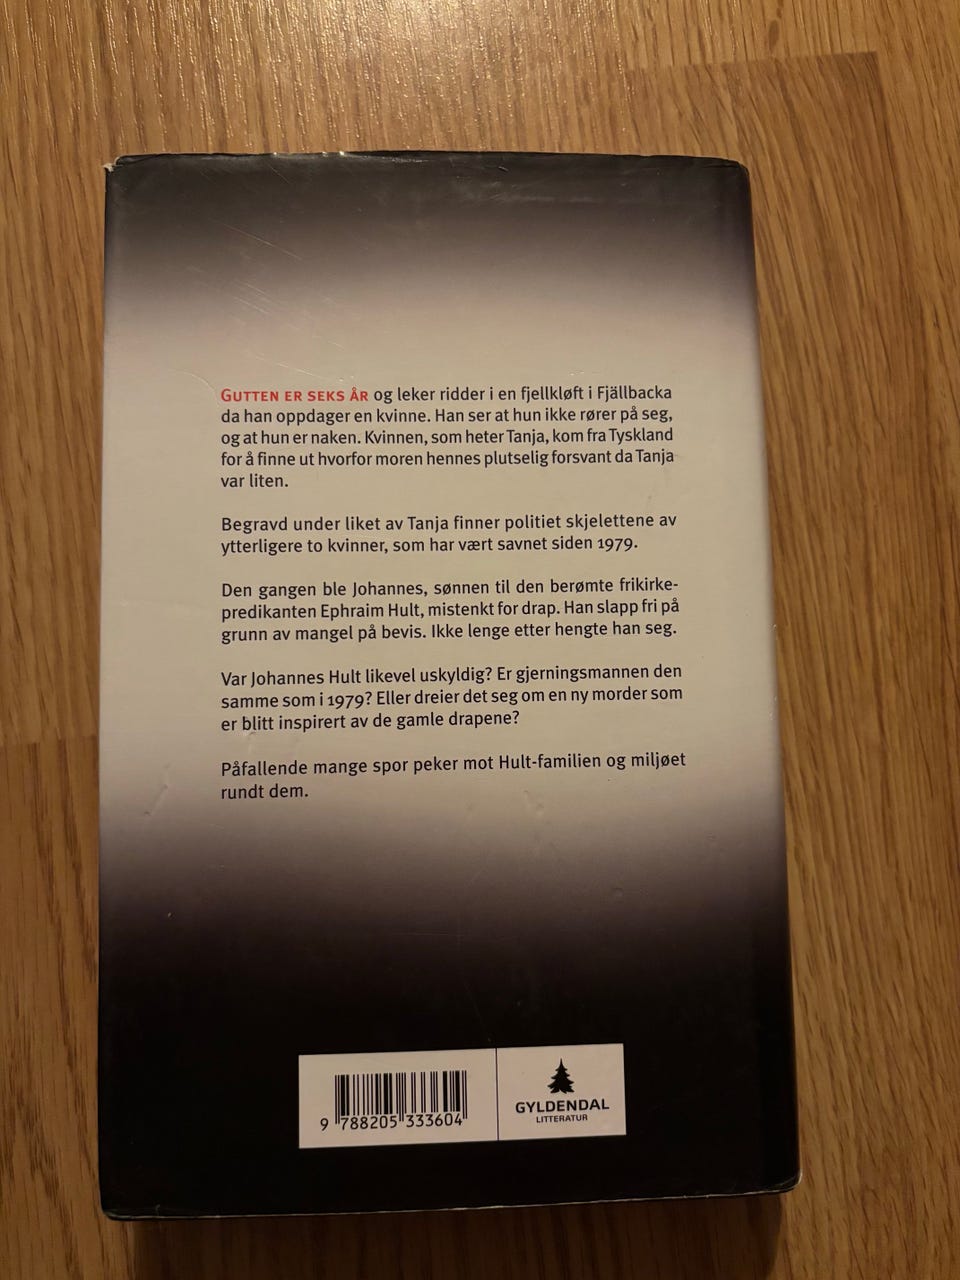 GUTTEN ER SEKS ÅR og leker ridder i en fjellkløft i Fjällbacka
da han oppdager en kvinne. Han ser at hun ikke rører på seg,
og at hun er naken. Kvinnen, som heter Tanja, kom fra Tyskland
for å finne ut hvorfor moren hennes plutselig forsvant da Tanja
var liten.
Begravd under liket av Tanja finner politiet skjelettene av
ytterligere to kvinner, som har vært savnet siden 1979.
Den gangen ble Johannes, sønnen til den berømte frikirke-
predikanten Ephraim Hult, mistenkt for drap. Han slapp fri på
grunn av mangel på bevis. Ikke lenge etter hengte han seg.
Var Johannes Hult likevel uskyldig? Er gjerningsmannen den
samme som i 1979? Eller dreier det seg om en ny morder som
er blitt inspirert av de gamle drapene?
Påfallende mange spor peker mot Hult-familien og miljøet
rundt dem.
9 788205 333604
GYLDENDAL
LITTERATUR